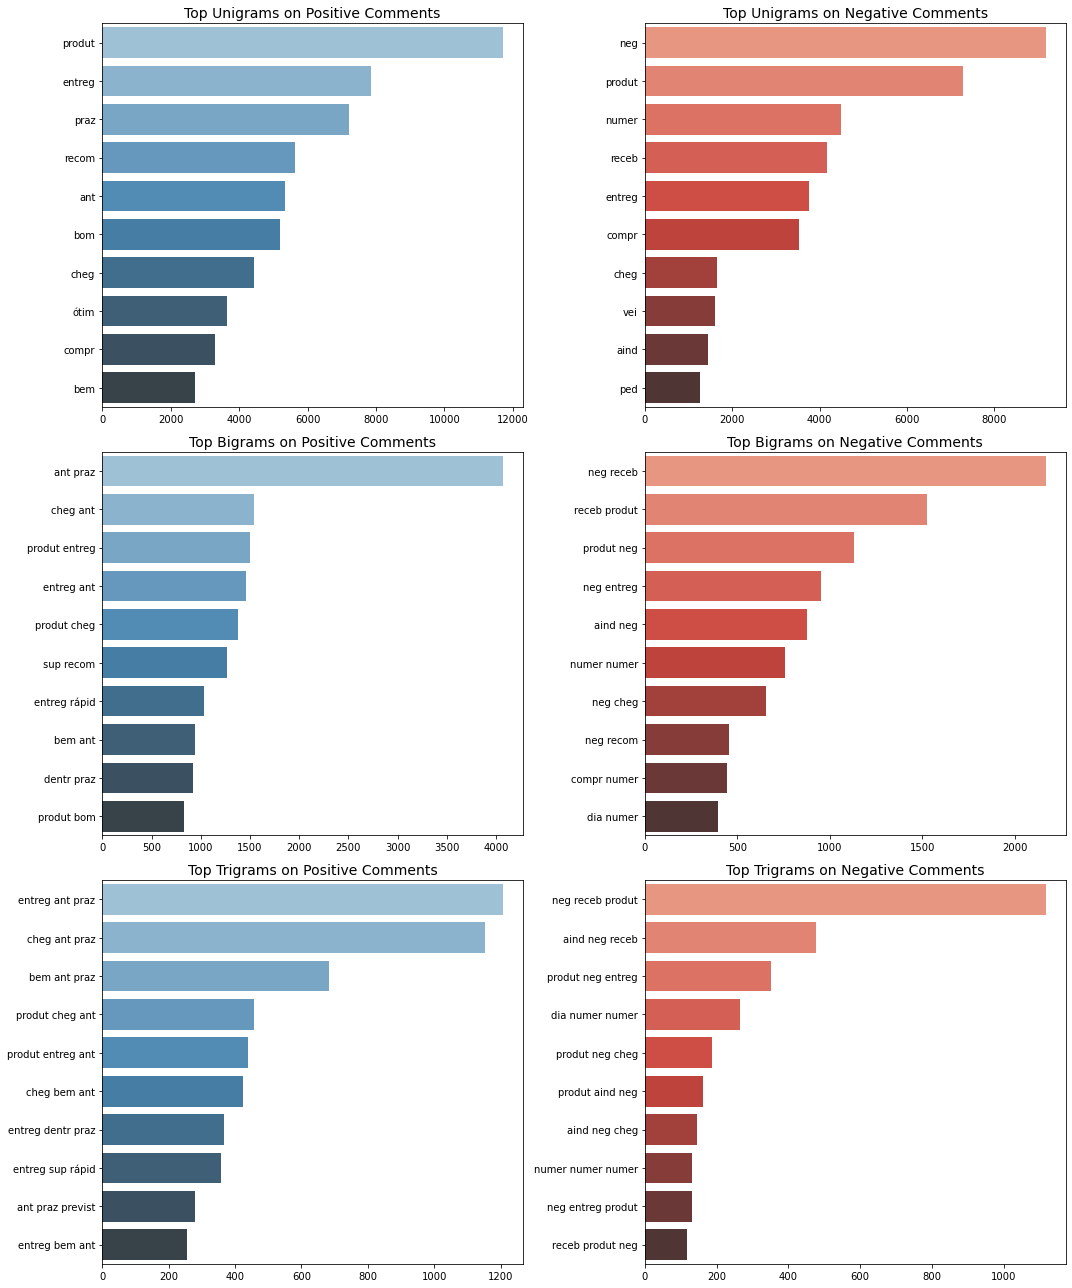 Top Unigrams on Positive Comments
produt
entreg
praz
recom
ant
bom
cheg
ótim
compr
bem
0 2000 4000 6000 8000 10000 12000
Top Unigrams on Negative Comments
neg
produt
numer
receb
entreg
compr
cheg
vei
aind
ped
0 2000 4000 6000 8000
Top Bigrams on Positive Comments
ant praz
cheg ant
produt entreg
entreg ant
produt cheg
sup recom
entreg rápid
bem ant
dentr praz
produt bom
0 500 1000 1500 2000 2500 3000 3500 4000
Top Bigrams on Negative Comments
neg receb
receb produt
produt neg
neg entreg
aind neg
numer numer
neg cheg
neg recom
compr numer
dia numer
0 500 1000 1500 2000
Top Trigrams on Positive Comments
entreg ant praz
cheg ant praz
bem ant praz
produt cheg ant
produt entreg ant
cheg bem ant
entreg dentr praz
entreg sup rápid
ant praz previst
entreg bem ant
0 200 400 600 800 1000 1200
Top Trigrams on Negative Comments
neg receb produt
aind neg receb
produt neg entreg
dia numer numer
produt neg cheg
produt aind neg
aind neg cheg
numer numer numer
neg entreg produt
receb produt neg
0 200 400 600 800 1000